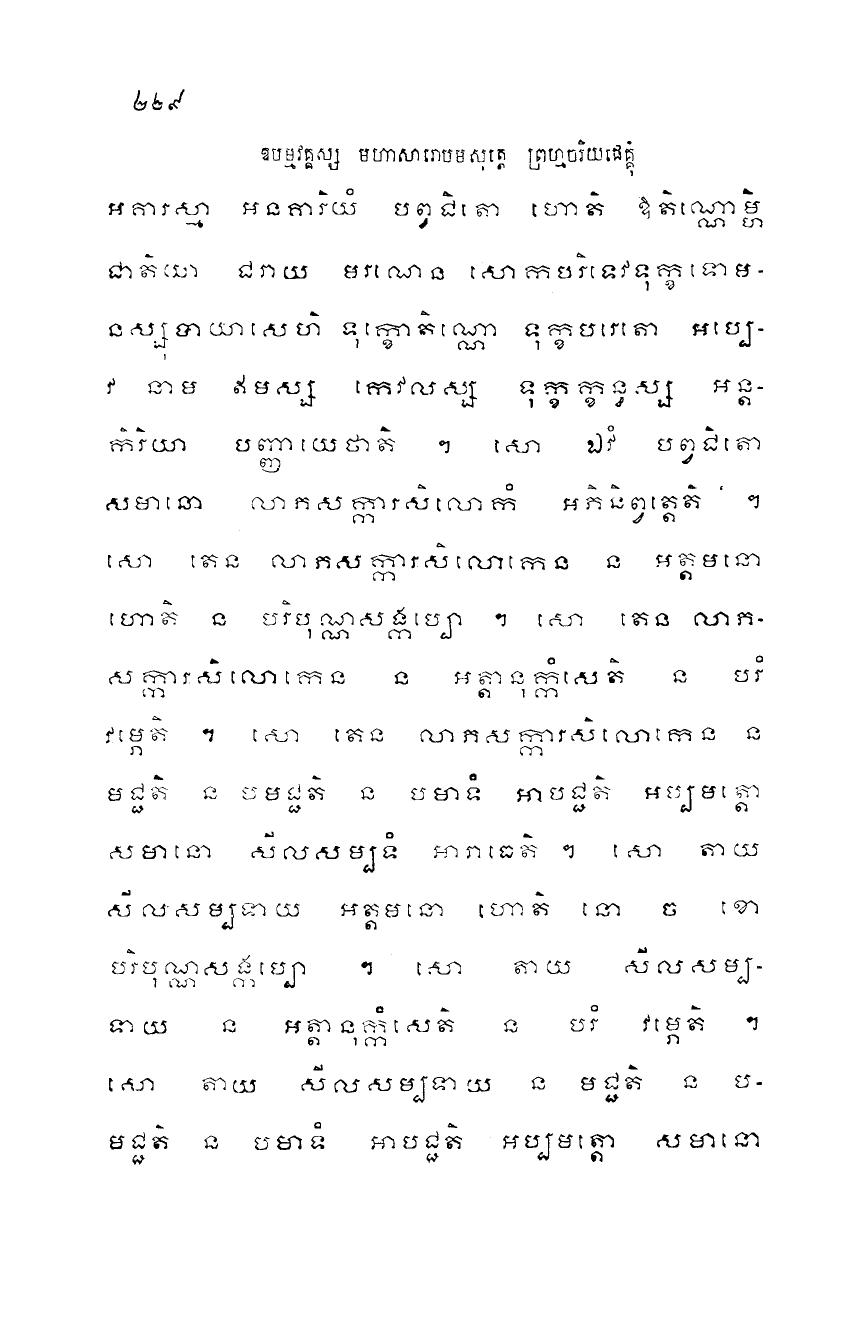 ២២៩
ឧបម្មវគ្គស្ស មហាសារោបមសុត្តេ ព្រហ្មចរិយដេគ្គុំ
អគារស្មា អនគារិយំ បព្វជិតោ ហោតិ ឱតិណ្ណោម្ហិ
ជាតិយា ជរាយ មរណេន សោកបរិទេវទុក្ខទោម-
នស្សុបាយាសេហិ ទុក្ខោតិណ្ណោ ទុក្ខបរេតោ អប្បេ-
វ នាម ឥមស្ស កេវលស្ស ទុក្ខក្ខន្ធស្ស អន្ត-
កិរិយា បញ្ញាយេថាតិ ។ សោ ឯវំ បព្វជិតោ
សមានោ លាភសក្ការសិលោកំ អភិនិព្វត្តេតិ ។
សោ តេន លាភសក្ការសិលោកេន ន អត្តមនោ
ហោតិ ន បរិបុណ្ណសង្កប្បោ ។ សោ តេន លាភ-
សក្ការសិលោកេន ន អត្តានុក្កំសេតិ ន បរំ
វម្ភេតិ ។ សោ តេន លាភសក្ការសិលោកេន ន
មជ្ជតិ ន បមជ្ជតិ ន បមាទំ អាបជ្ជតិ អប្បមត្តោ
សមានោ សីលសម្បទំ អារាធេតិ ។ សោ តាយ
សីលសម្បទាយ អត្តមនោ ហោតិ នោ ច ខោ
បរិបុណ្ណសង្កប្បោ ។ សោ តាយ សីលសម្ប-
ទាយ ន អត្តានុក្កំសេតិ ន បរំ វម្ភេតិ ។
សោ តាយ សីលសម្បទាយ ន មជ្ជតិ ន ប-
មជ្ជតិ ន បមាទំ អាបជ្ជតិ អប្បមត្តោ សមានោ